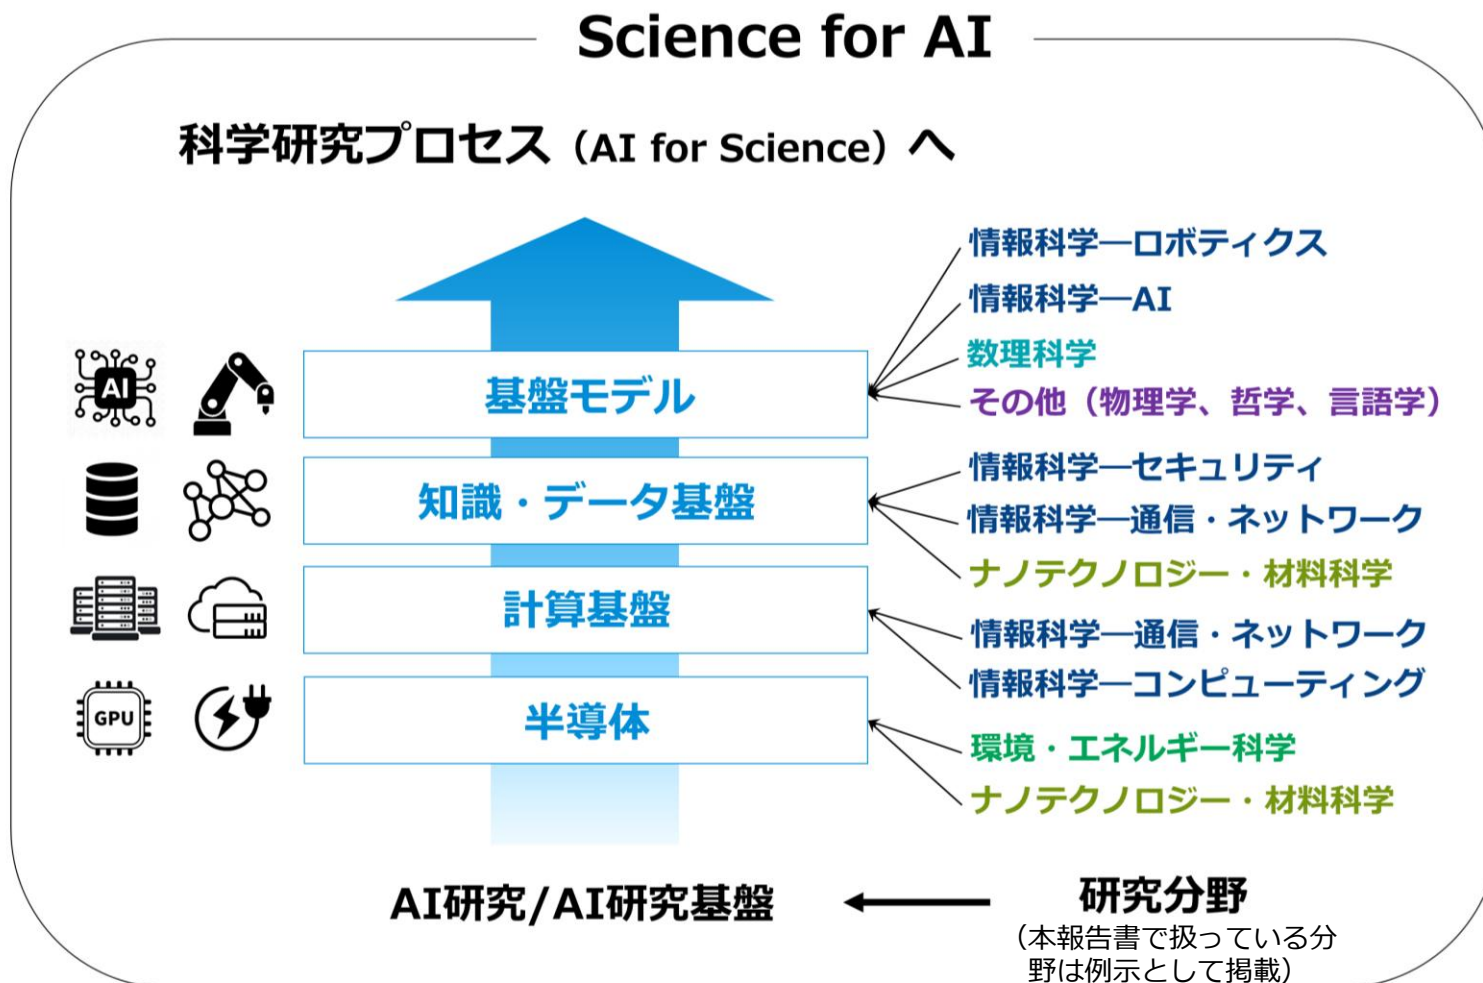 Science for AI
科学研究プロセス（AI for Science）へ
情報科学―ロボティクス
情報科学―AI
数理科学
その他（物理学、哲学、言語学）
AI
基盤モデル
情報科学―セキュリティ
情報科学―通信・ネットワーク
ナノテクノロジー・材料科学
知識・データ基盤
情報科学―通信・ネットワーク
情報科学―コンピューティング
計算基盤
環境・エネルギー科学
ナノテクノロジー・材料科学
GPU
半導体
AI研究/AI研究基盤
研究分野
（本報告書で扱っている分
野は例示として掲載）